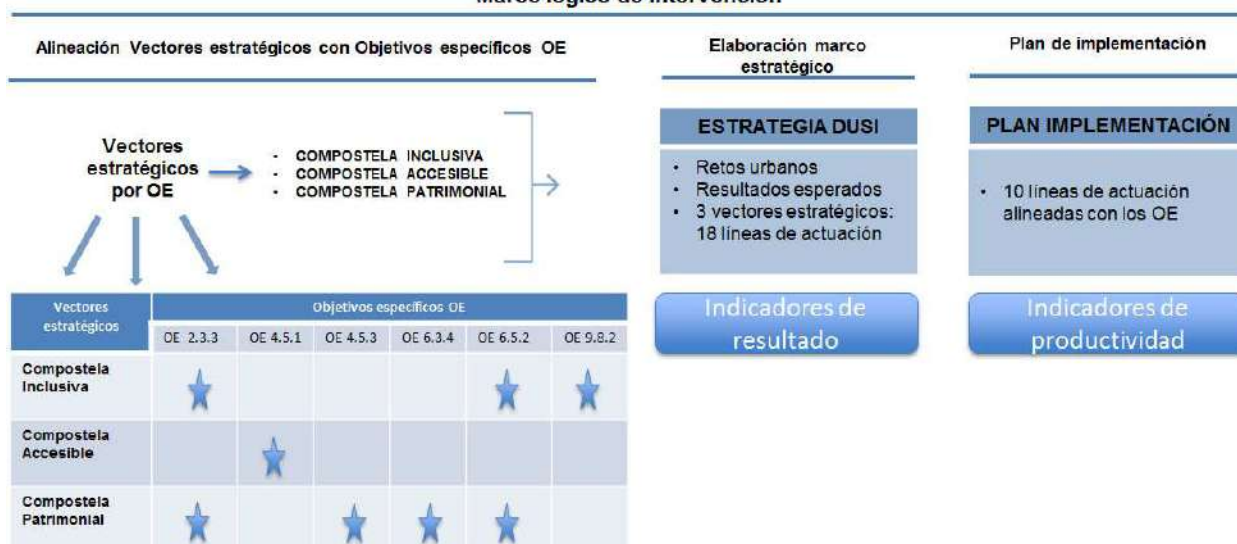 Marco lógico de intervención
Alineación Vectores estratégicos con Objetivos específicos OE
Vectores
estratégicos
por OE
- COMPOSTELA INCLUSIVA
- COMPOSTELA ACCESIBLE
- COMPOSTELA PATRIMONIAL
Vectores
estratégicos
Objetivos específicos OE
OE 2.3.3 OE 4.5.1 OE 4.5.3 OE 6.3.4 OE 6.5.2 OE 9.8.2
Compostela
Inclusiva
Compostela
Accesible
Compostela
Patrimonial
Elaboración marco
estratégico
ESTRATEGIA DUSI
• Retos urbanos
• Resultados esperados
• 3 vectores estratégicos:
18 líneas de actuación
Indicadores de
resultado
Plan de implementación
PLAN IMPLEMENTACIÓN
• 10 líneas de actuación
alineadas con los OE
Indicadores de
productividad